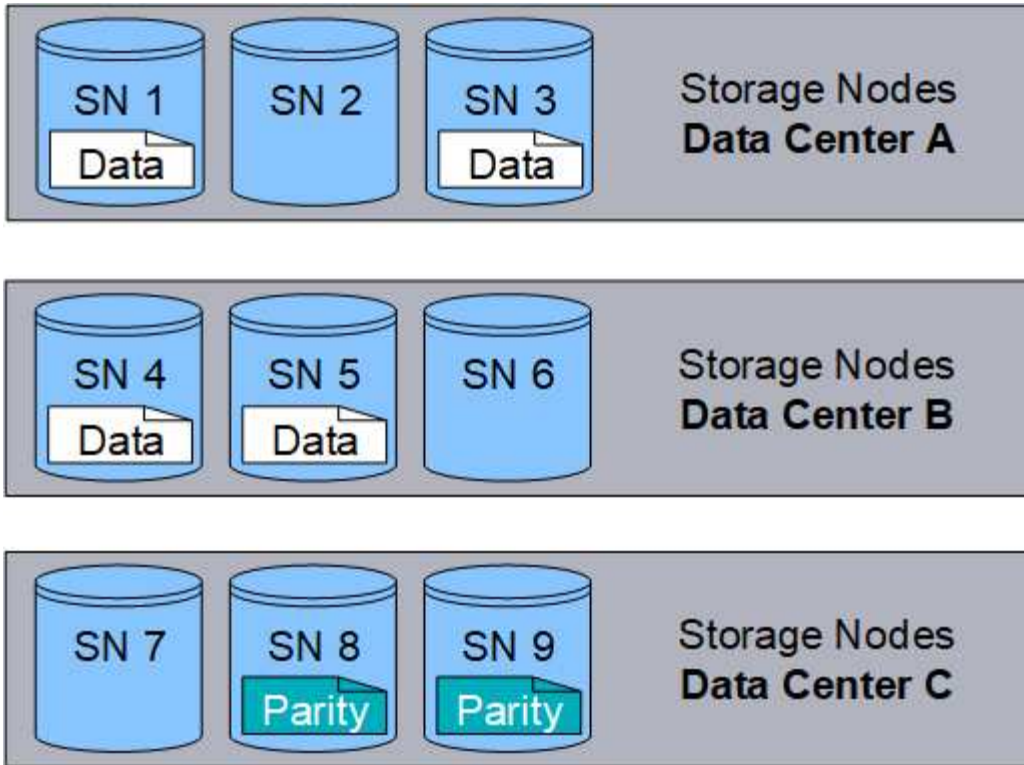 SN 1
Data
SN 2
SN 3
Data
Storage Nodes
Data Center A
SN 4
Data
SN 5
Data
SN 6
Storage Nodes
Data Center B
SN 7
SN 8
Parity
SN 9
Parity
Storage Nodes
Data Center C